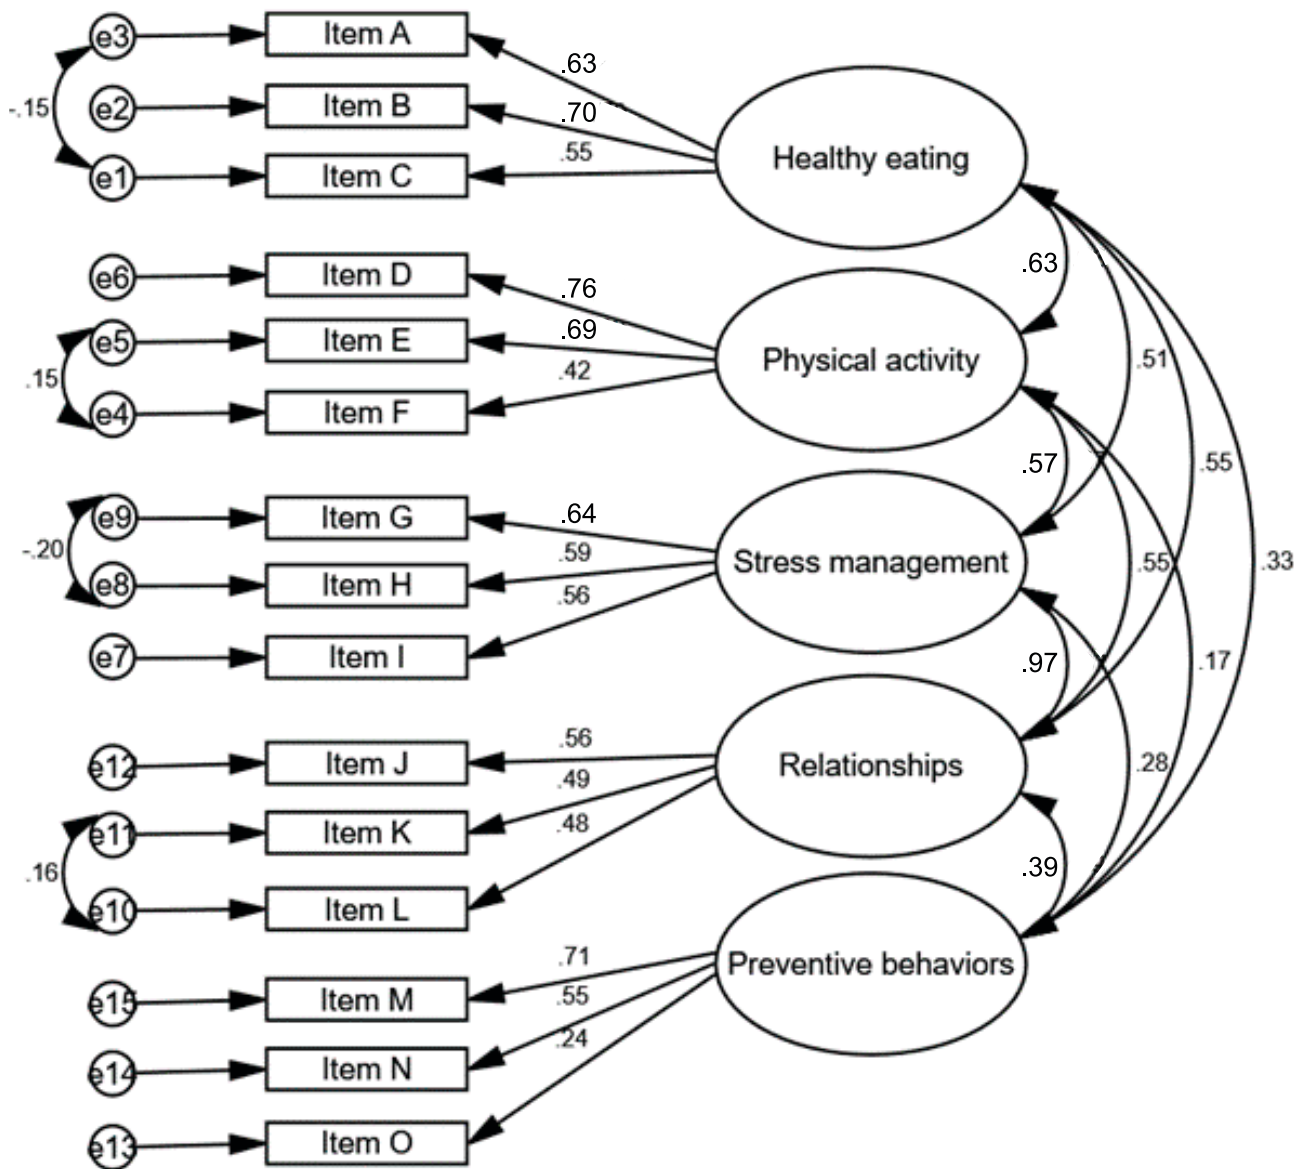 e3
Item A
.63
-.15
e2
Item B
.70
Healthy eating
e1
Item C
.55
.63
e6
Item D
.76
.15
e5
Item E
.69
Physical activity
.51
e4
Item F
.42
.57
.55
e9
Item G
.64
-.20
e8
Item H
.59
Stress management
.55
.33
e7
Item I
.56
.97
.17
e12
Item J
.56
Relationships
.28
e11
Item K
.49
.16
.48
.39
e10
Item L
.71
Preventive behaviors
e15
Item M
.55
e14
Item N
.24
e13
Item O